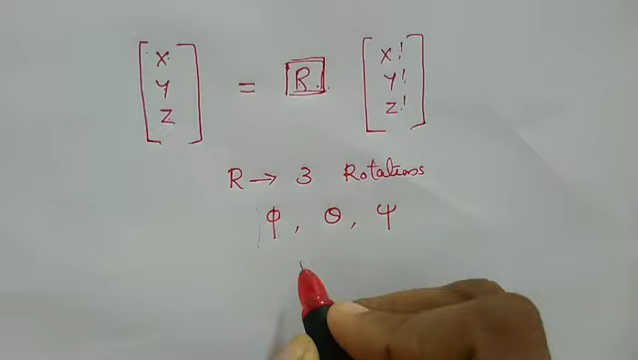 [X Y Z] = [R.] [X! Y! Z!]
R → 3 Rotations
φ, θ, ψ